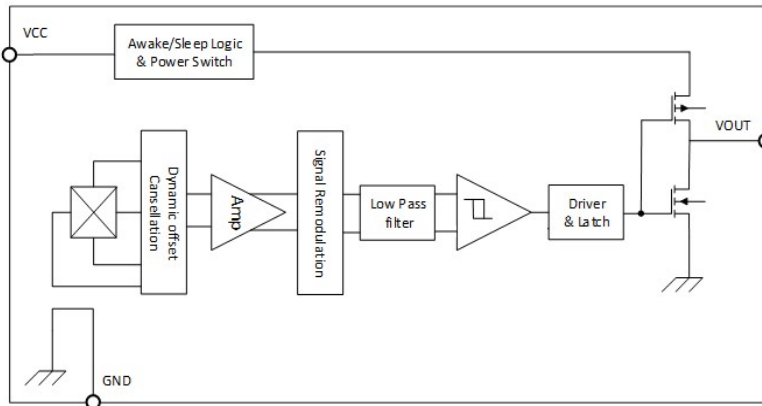 VCC
Awake/Sleep Logic
& Power Switch
VOUT
Dynamic offset
Cansellation
Amp
Signal Remodulation
Low Pass
filter
Driver
& Latch
GND